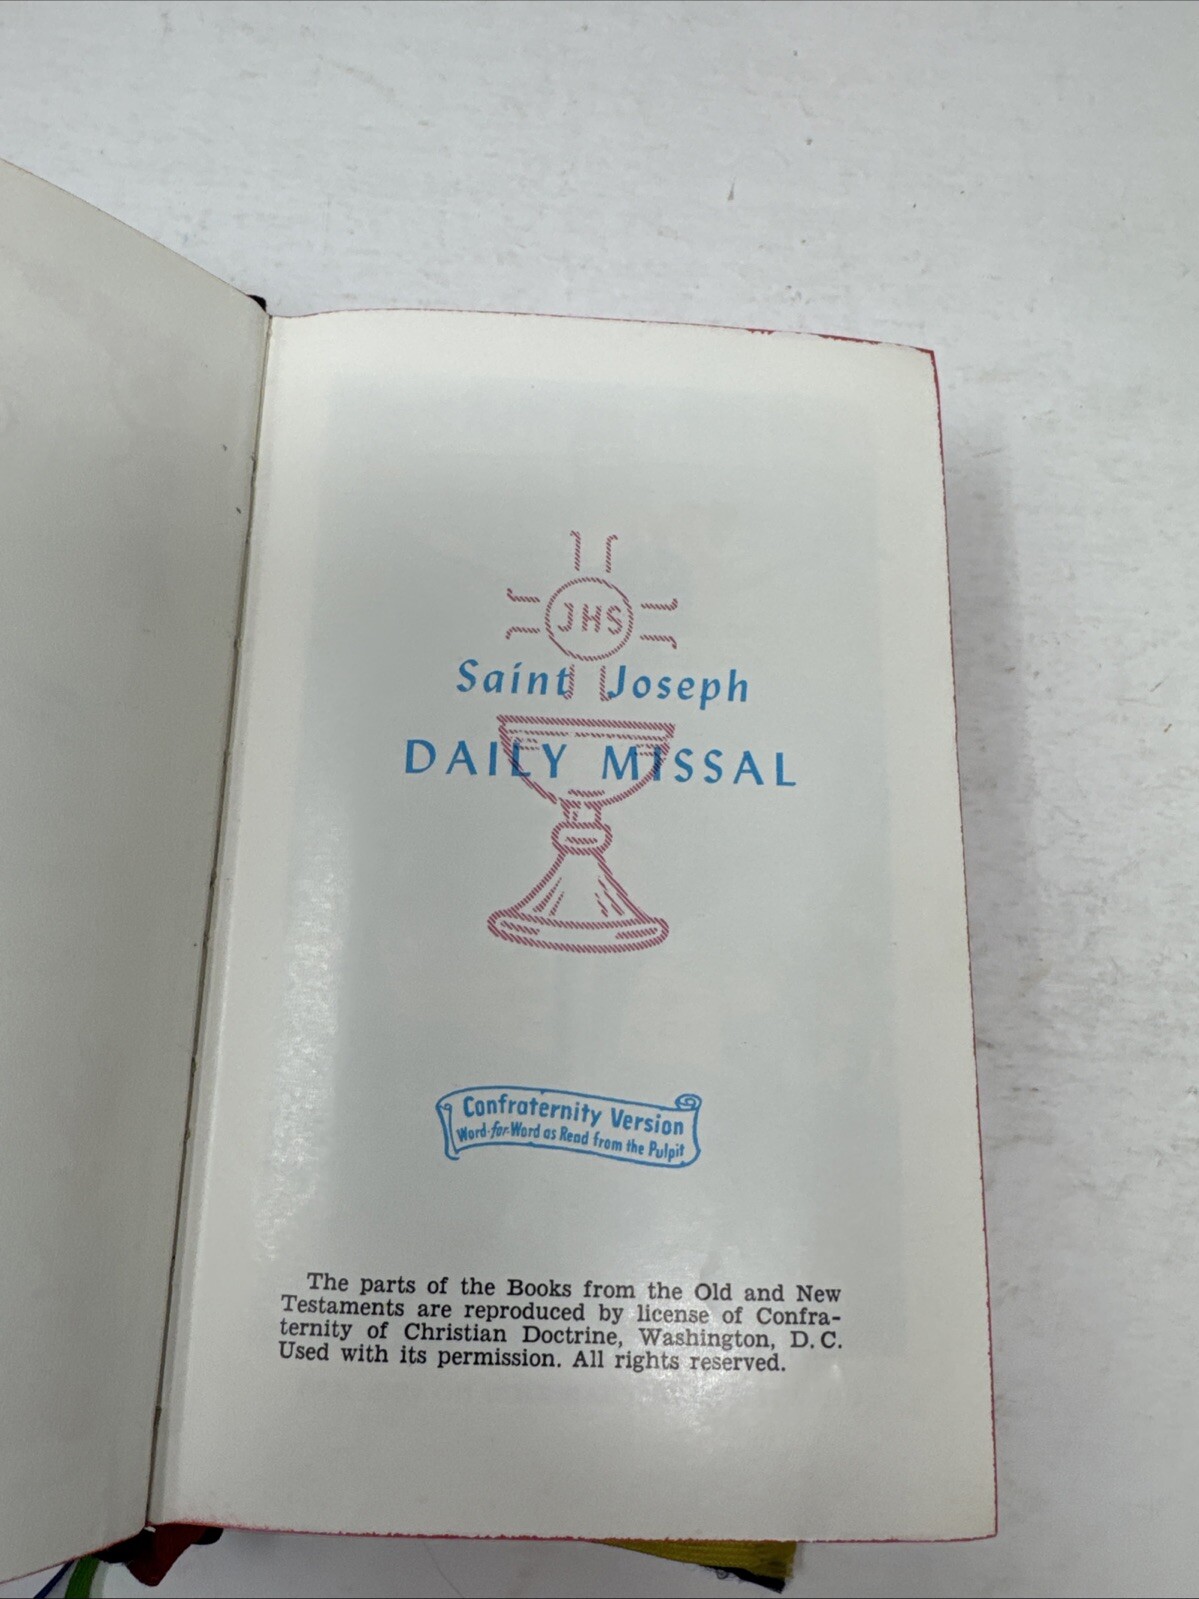 JHS
Saint Joseph
DAILY MISSAL
Confraternity Version
Word-for-Word as Read from the Pulpit
The parts of the Books from the Old and New
Testaments are reproduced by license of Confra-
ternity of Christian Doctrine, Washington, D. C.
Used with its permission. All rights reserved.